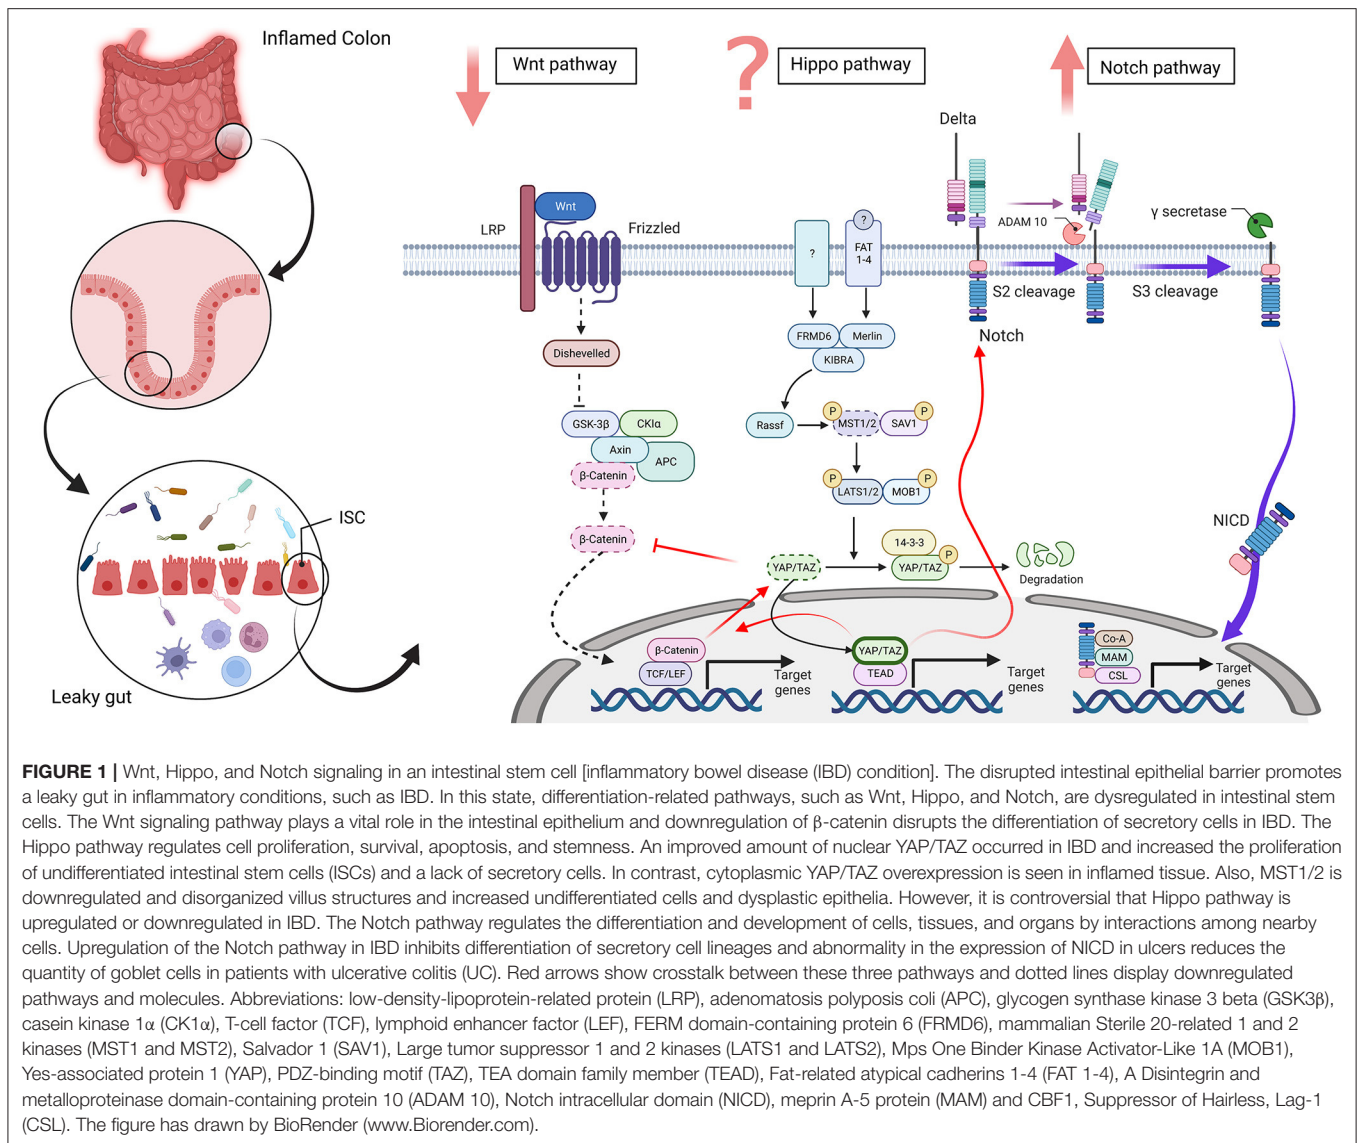 Inflamed Colon
Wnt pathway
?
Hippo pathway
Notch pathway
Delta
LRP
Wnt
Frizzled
?
?
FAT
1-4
ADAM 10
γ secretase
S2 cleavage
S3 cleavage
Notch
Dishevelled
FRMD6
Merlin
KIBRA
GSK-3β
CKIα
Axin
APC
β-Catenin
Rassf
P
MST1/2
SAV1
P
P
LATS1/2
MOB1
P
β-Catenin
14-3-3
YAP/TAZ
YAP/TAZ
P
Degradation
NICD
ISC
Leaky gut
β-Catenin
TCF/LEF
Target
genes
YAP/TAZ
TEAD
Target
genes
Co-A
MAM
CSL
Target
genes
FIGURE 1 | Wnt, Hippo, and Notch signaling in an intestinal stem cell [inflammatory bowel disease (IBD) condition]. The disrupted intestinal epithelial barrier promotes
a leaky gut in inflammatory conditions, such as IBD. In this state, differentiation-related pathways, such as Wnt, Hippo, and Notch, are dysregulated in intestinal stem
cells. The Wnt signaling pathway plays a vital role in the intestinal epithelium and downregulation of β-catenin disrupts the differentiation of secretory cells in IBD. The
Hippo pathway regulates cell proliferation, survival, apoptosis, and stemness. An improved amount of nuclear YAP/TAZ occurred in IBD and increased the proliferation
of undifferentiated intestinal stem cells (ISCs) and a lack of secretory cells. In contrast, cytoplasmic YAP/TAZ overexpression is seen in inflamed tissue. Also, MST1/2 is
downregulated and disorganized villus structures and increased undifferentiated cells and dysplastic epithelia. However, it is controversial that Hippo pathway is
upregulated or downregulated in IBD. The Notch pathway regulates the differentiation and development of cells, tissues, and organs by interactions among nearby
cells. Upregulation of the Notch pathway in IBD inhibits differentiation of secretory cell lineages and abnormality in the expression of NICD in ulcers reduces the
quantity of goblet cells in patients with ulcerative colitis (UC). Red arrows show crosstalk between these three pathways and dotted lines display downregulated
pathways and molecules. Abbreviations: low-density-lipoprotein-related protein (LRP), adenomatosis polyposis coli (APC), glycogen synthase kinase 3 beta (GSK3β),
casein kinase 1α (CK1α), T-cell factor (TCF), lymphoid enhancer factor (LEF), FERM domain-containing protein 6 (FRMD6), mammalian Sterile 20-related 1 and 2
kinases (MST1 and MST2), Salvador 1 (SAV1), Large tumor suppressor 1 and 2 kinases (LATS1 and LATS2), Mps One Binder Kinase Activator-Like 1A (MOB1),
Yes-associated protein 1 (YAP), PDZ-binding motif (TAZ), TEA domain family member (TEAD), Fat-related atypical cadherins 1-4 (FAT 1-4), A Disintegrin and
metalloproteinase domain-containing protein 10 (ADAM 10), Notch intracellular domain (NICD), meprin A-5 protein (MAM) and CBF1, Suppressor of Hairless, Lag-1
(CSL). The figure has drawn by BioRender (www.Biorender.com).